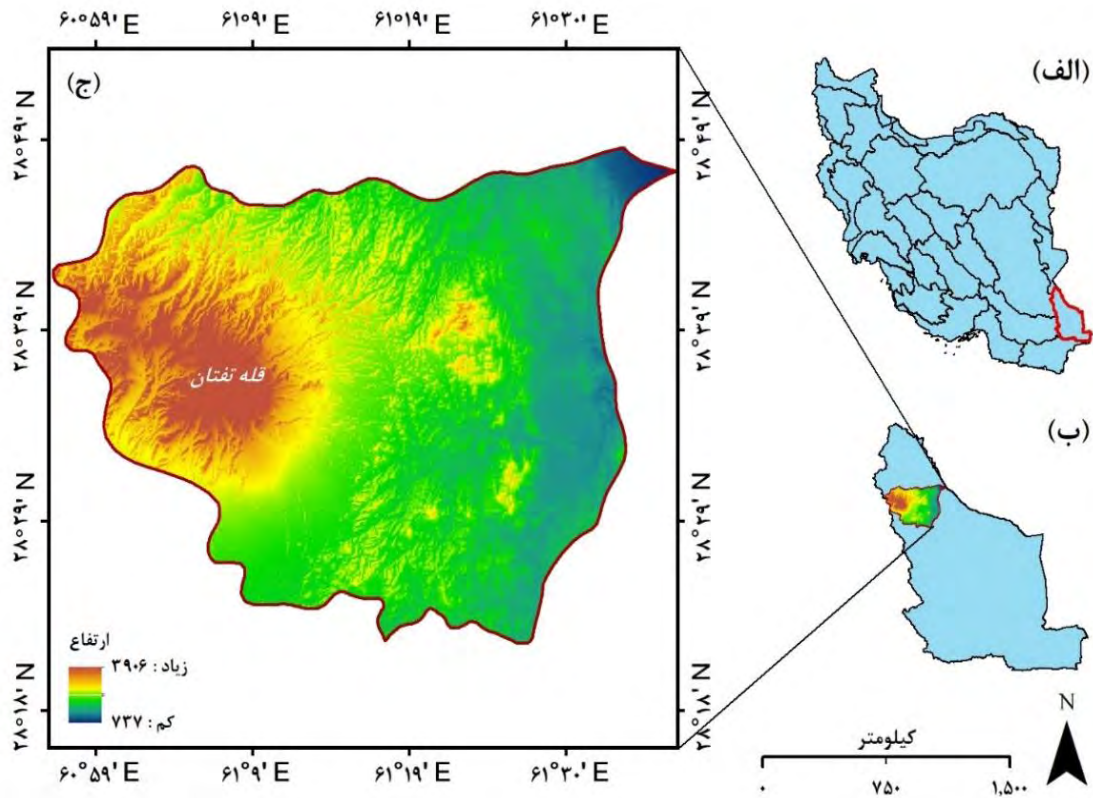 ۶۰°۵۹' E ۶۱°۹' E ۶۱°۱۹' E ۶۱°۳۰' E
(ج)
(الف)
۲۸°۴۹' N
۲۸°۴۹' N
۲۸°۳۹' N
۲۸°۳۹' N
قله تفتان
(ب)
۲۸°۲۹' N
۲۸°۲۹' N
ارتفاع
زیاد : ۳۹۰۶
کم : ۷۳۷
۲۸°۱۸' N
۲۸°۱۸' N
N
کیلومتر
۰ ۷۵۰ ۱,۵۰۰
۶۰°۵۹' E ۶۱°۹' E ۶۱°۱۹' E ۶۱°۳۰' E